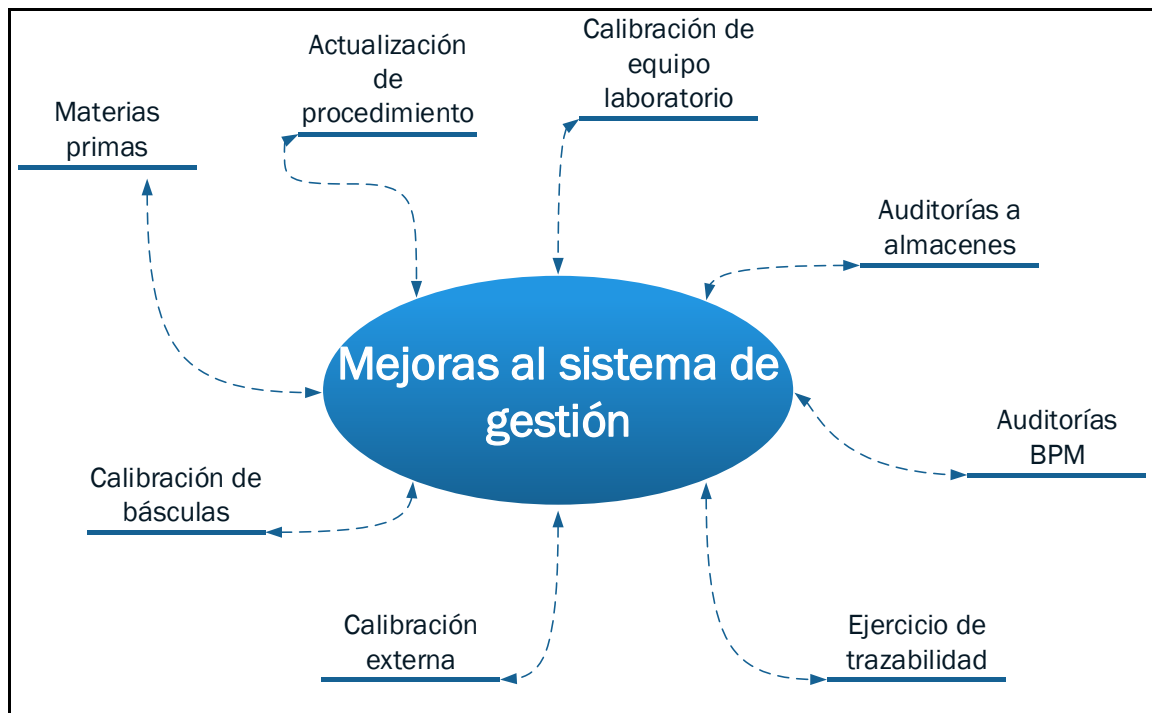 Calibración de
equipo
laboratorio
Actualización
de
procedimiento
Materias
primas
Auditorías a
almacenes
Mejoras al sistema de
gestión
Auditorías
BPM
Calibración de
básculas
Calibración
externa
Ejercicio de
trazabilidad